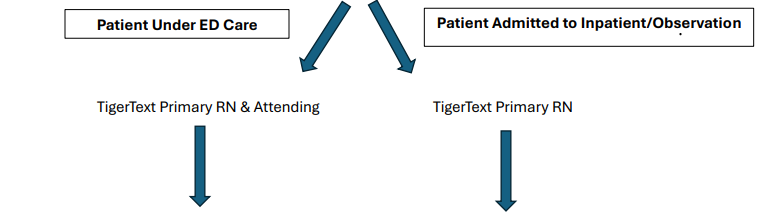 Patient Under ED Care
Patient Admitted to Inpatient/Observation
TigerText Primary RN & Attending
TigerText Primary RN